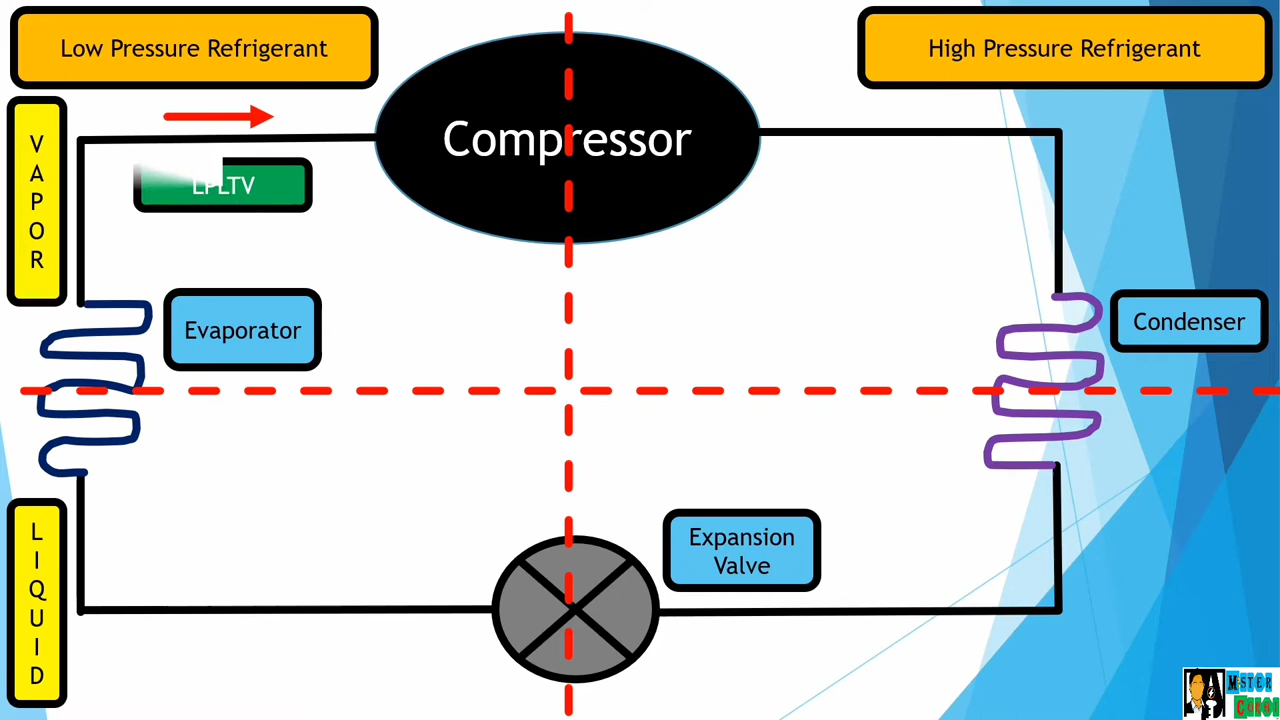 Low Pressure Refrigerant
High Pressure Refrigerant
VAPOR
Compressor
LPLTV
Evaporator
Condenser
Expansion
Valve
LIQUID